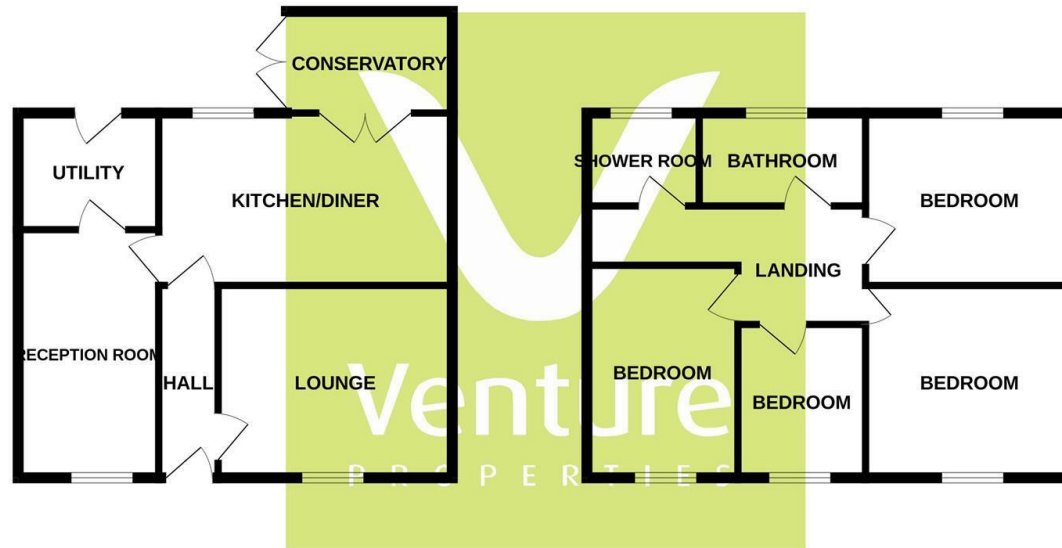 CONSERVATORY
UTILITY
KITCHEN/DINER
RECEPTION ROOM
HALL
LOUNGE
SHOWER ROOM
BATHROOM
BEDROOM
LANDING
BEDROOM
BEDROOM
BEDROOM
Venture
PROPERTIES